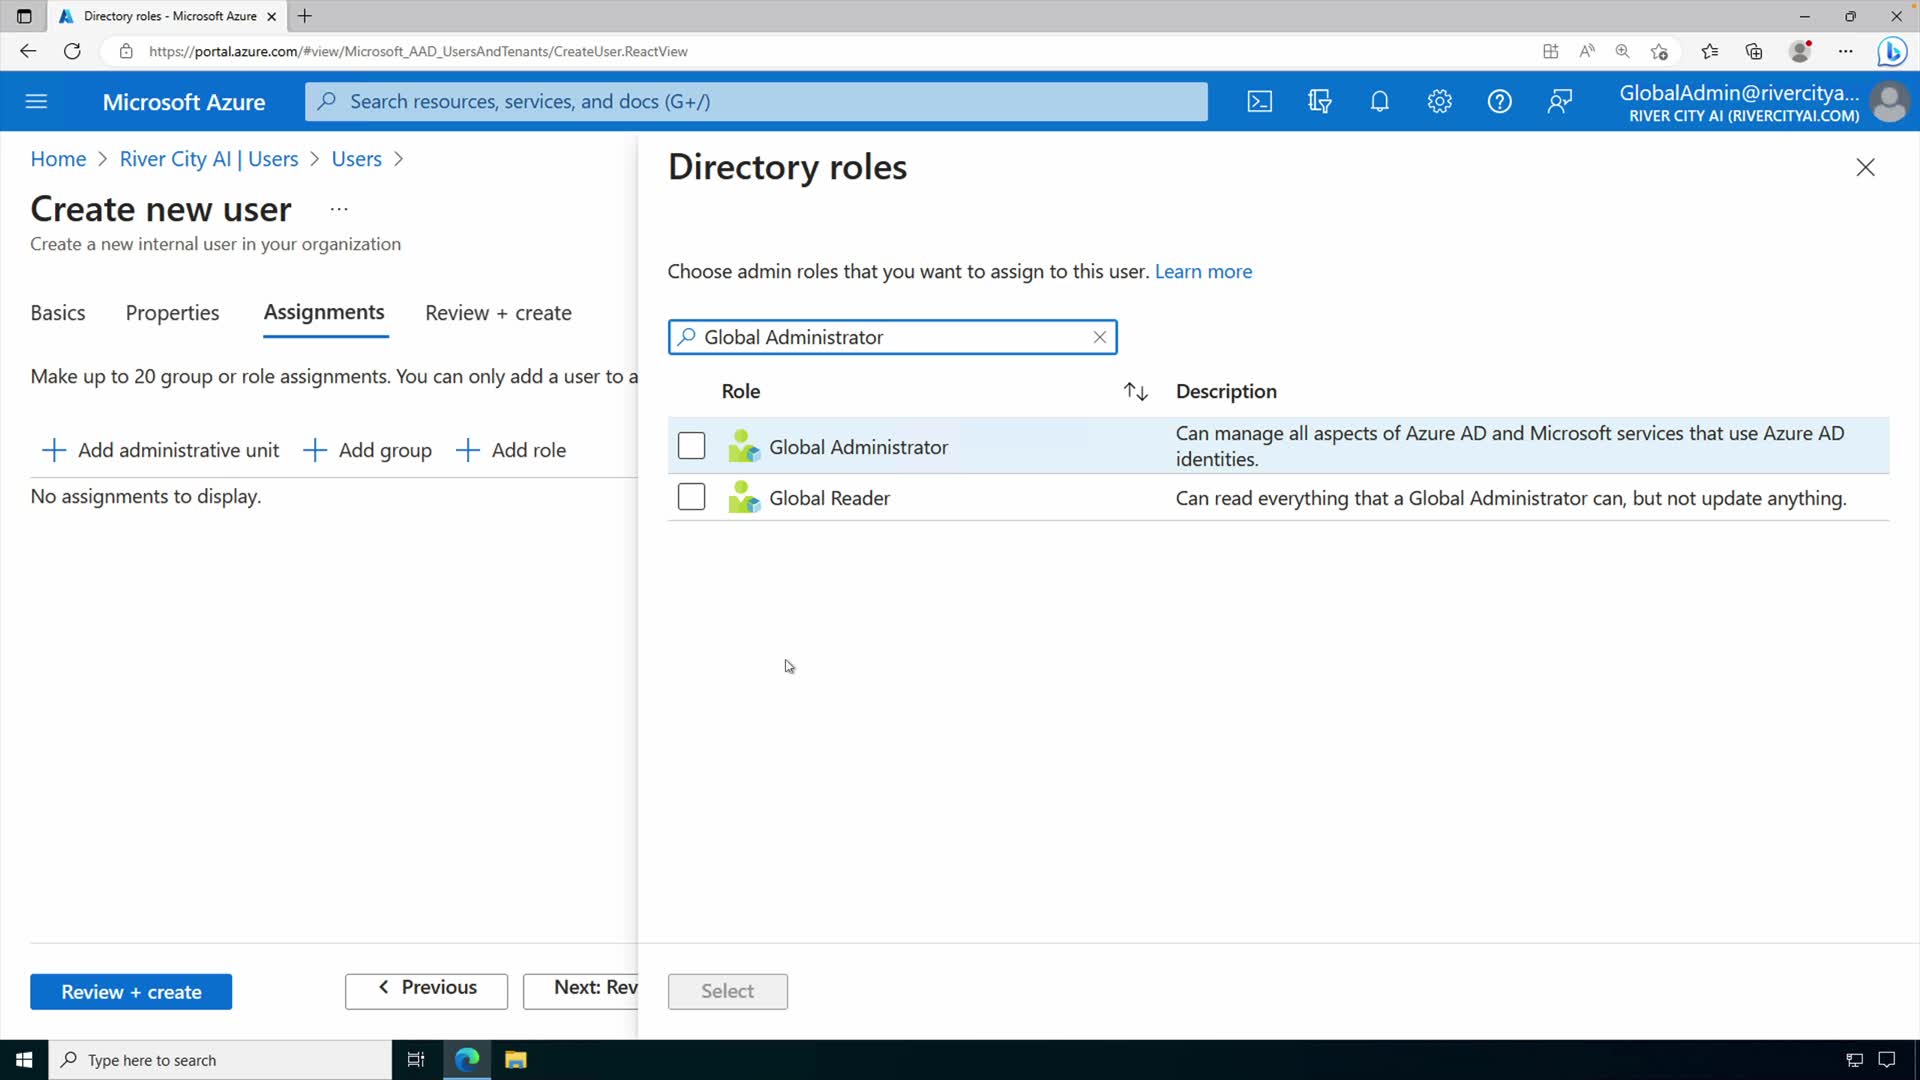 Directory roles - Microsoft Azure
https://portal.azure.com/#view/Microsoft_AAD_UsersAndTenants/CreateUser.ReactView
Microsoft Azure
Search resources, services, and docs (G+/)
GlobalAdmin@rivercitya...
RIVER CITY AI (RIVERCITYAI.COM)
Home > River City AI | Users > Users >
Create new user ...
Create a new internal user in your organization
Basics
Properties
Assignments
Review + create
Make up to 20 group or role assignments. You can only add a user to a
Add administrative unit
Add group
Add role
No assignments to display.
Review + create
< Previous
Next: Rev
Directory roles
Choose admin roles that you want to assign to this user. Learn more
Global Administrator
Role
Description
Global Administrator
Can manage all aspects of Azure AD and Microsoft services that use Azure AD
identities.
Global Reader
Can read everything that a Global Administrator can, but not update anything.
Select
Type here to search